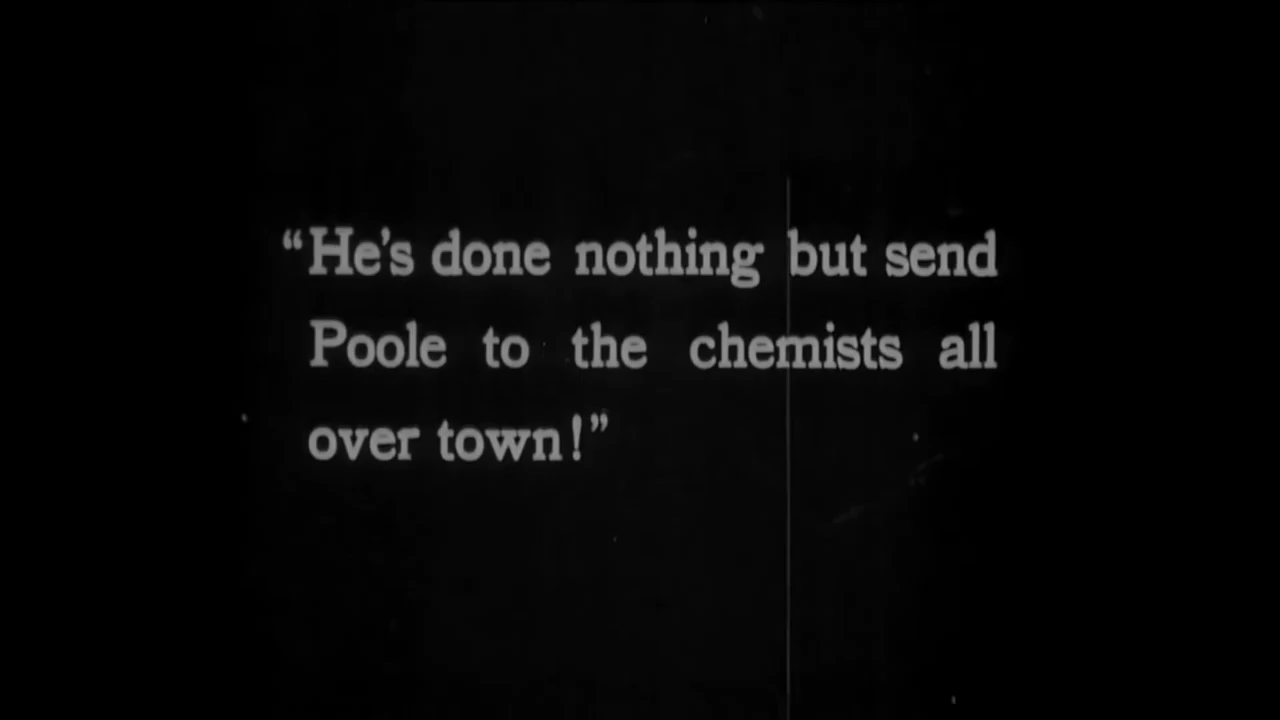 “He’s done nothing but send
Poole to the chemists all
over town!”